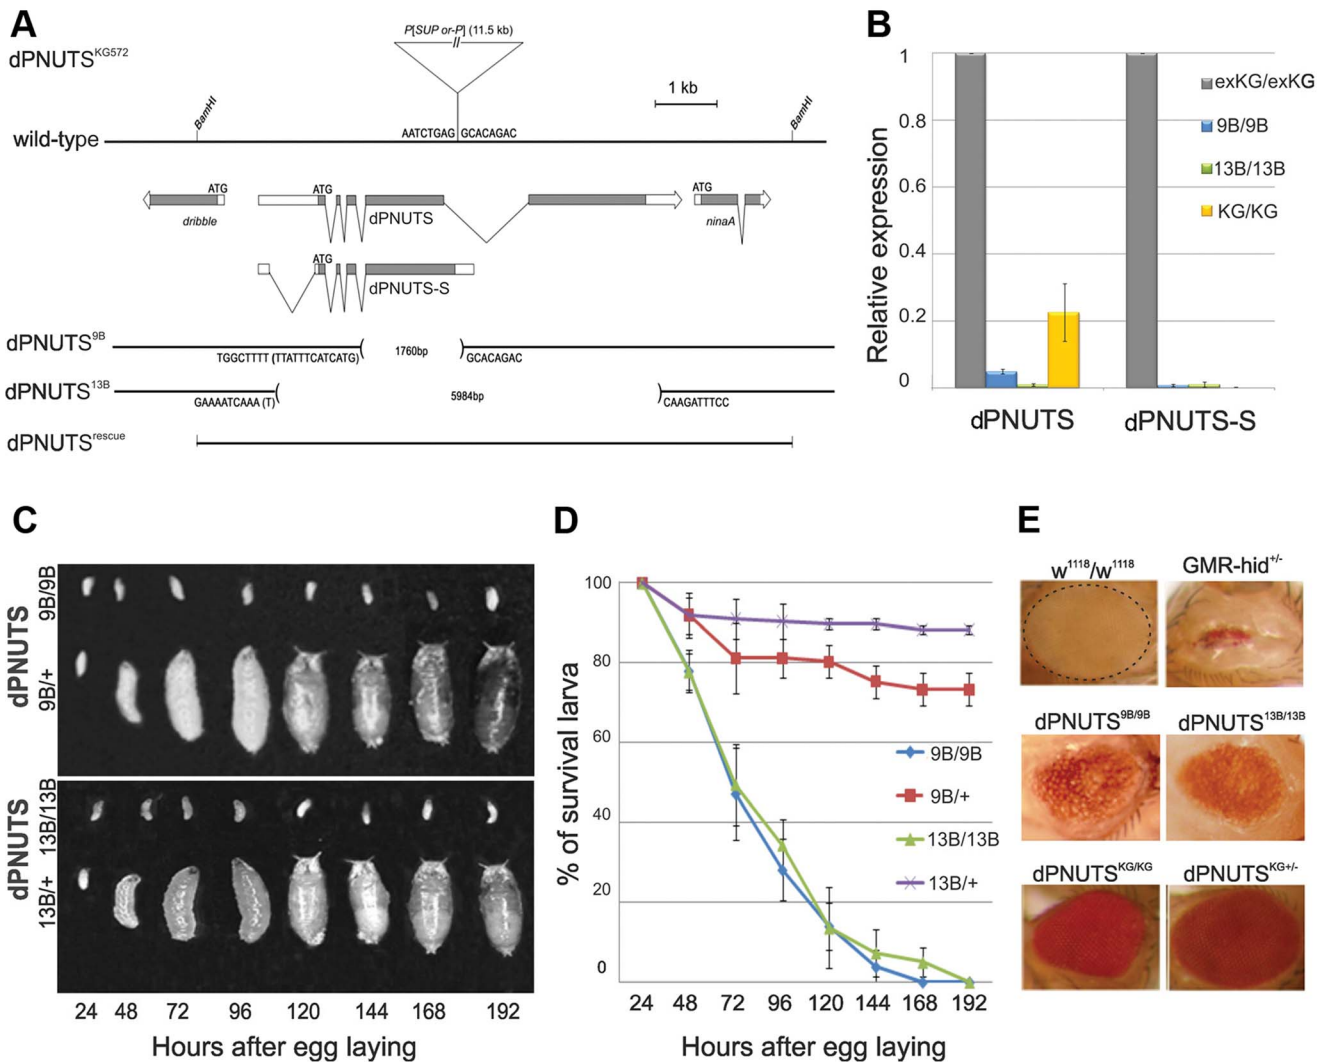 A
dPNUTS^KG572
P[SUP or-P] (11.5 kb)
//
1 kb
BamHI
BamHI
wild-type
AATCTGAG GCACAGAC
ATG
ATG
ATG
dribble
dPNUTS
ninaA
ATG
dPNUTS-S
dPNUTS^9B
TGGCTTTT (TTATTTCATCATG)
1760bp
GCACAGAC
dPNUTS^13B
GAAAATCAAA (T)
5984bp
CAAGATTTCC
dPNUTS^rescue
B
Relative expression
1
0.8
0.6
0.4
0.2
0
exKG/exKG
9B/9B
13B/13B
KG/KG
dPNUTS
dPNUTS-S
C
dPNUTS
9B/9B
9B/+
dPNUTS
13B/13B
13B/+
24 48 72 96 120 144 168 192
Hours after egg laying
D
% of survival larva
100
80
60
40
20
0
9B/9B
9B/+
13B/13B
13B/+
24 48 72 96 120 144 168 192
Hours after egg laying
E
w^1118/w^1118
GMR-hid^+/-
dPNUTS^9B/9B
dPNUTS^13B/13B
dPNUTS^KG/KG
dPNUTS^KG+/-